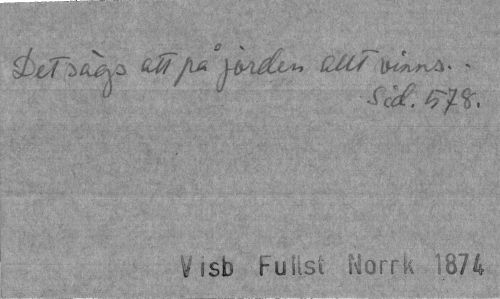 Det sägs att på jorden allt vinns..
Sid. 578.
Visb Fullst Norrk 1874